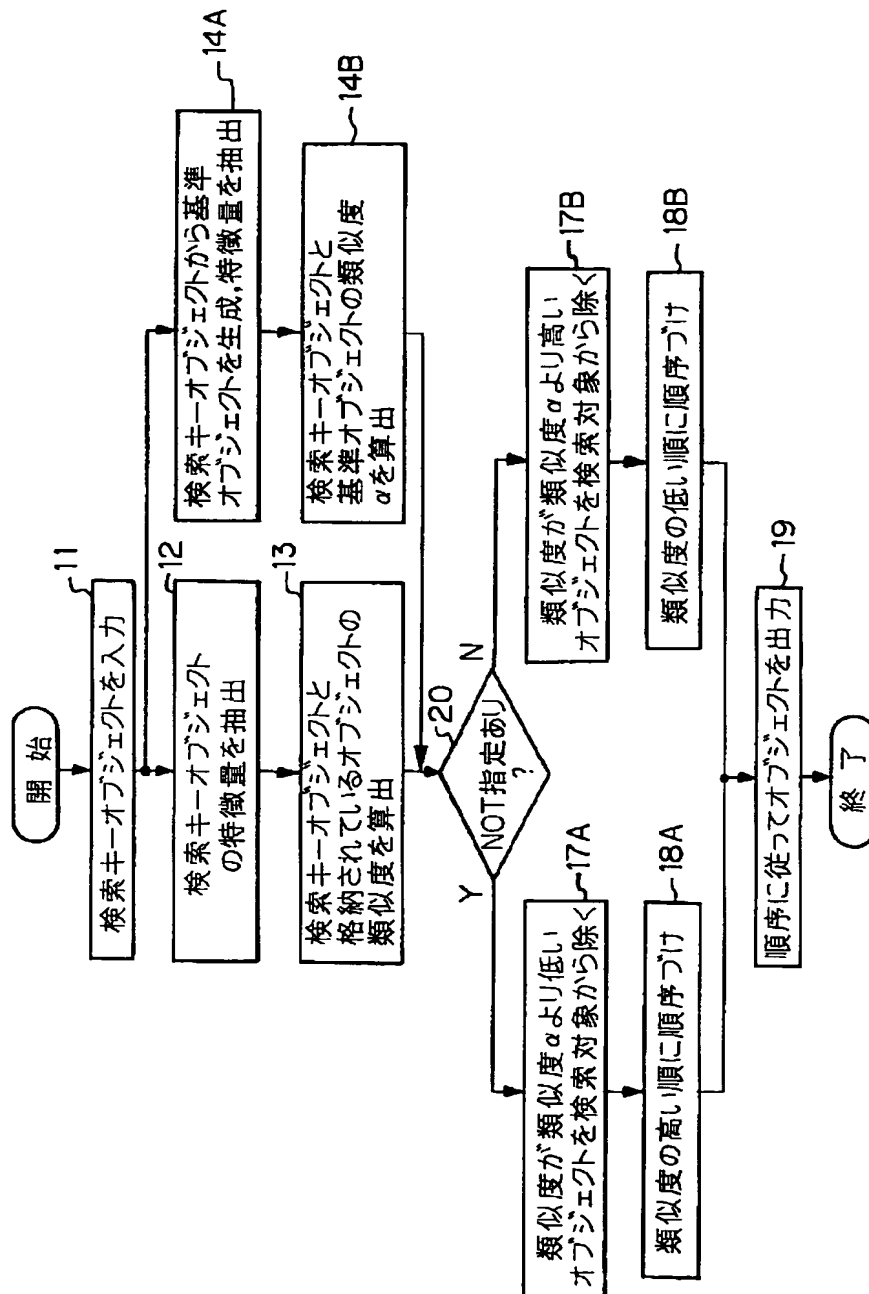 開始
11
検索キーオブジェクトを入力
12
検索キーオブジェクト
の特徴量を抽出
13
検索キーオブジェクトと
格納されているオブジェクトの
類似度を算出
14A
検索キーオブジェクトから基準
オブジェクトを生成,特徴量を抽出
14B
検索キーオブジェクトと
基準オブジェクトの類似度
αを算出
20
NOT指定あり
?
Y
N
17A
類似度が類似度αより低い
オブジェクトを検索対象から除く
18A
類似度の高い順に順序づけ
17B
類似度が類似度αより高い
オブジェクトを検索対象から除く
18B
類似度の低い順に順序づけ
19
順序に従ってオブジェクトを出力
終了